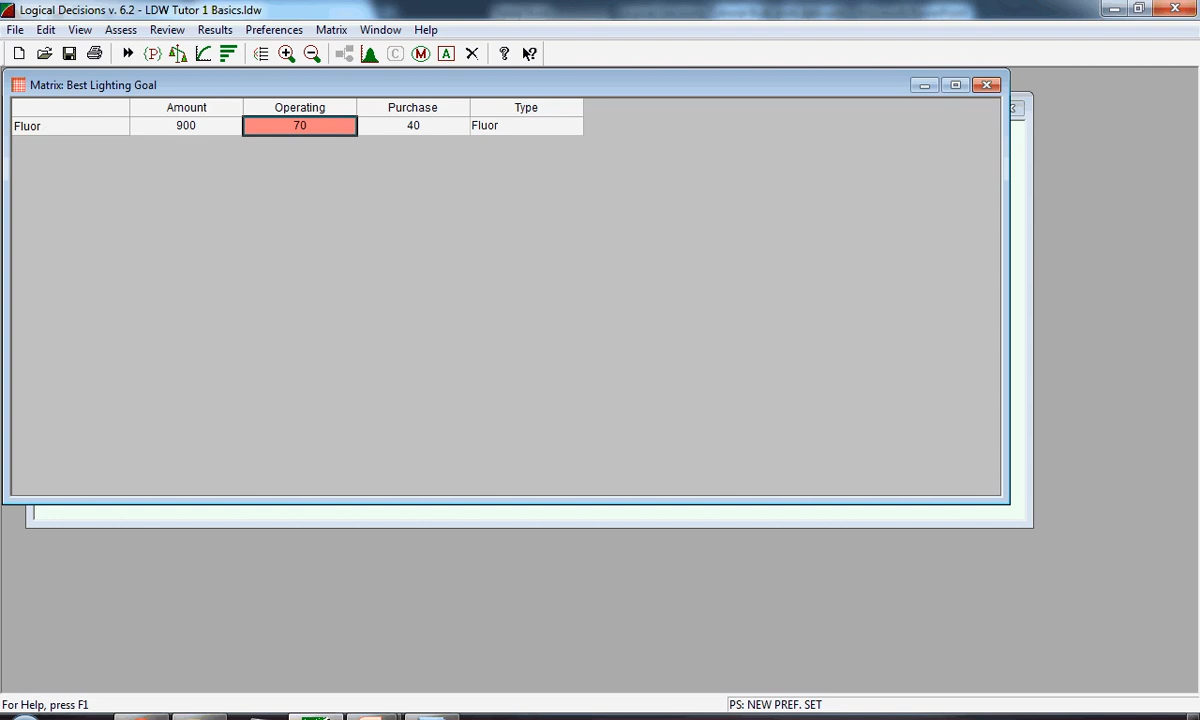 Logical Decisions v. 6.2 - LDW Tutor 1 Basics.ldw
File Edit View Assess Review Results Preferences Matrix Window Help
{P} C M A ? ?
Matrix: Best Lighting Goal
Amount Operating Purchase Type
Fluor 900 70 40 Fluor
For Help, press F1 PS: NEW PREF. SET